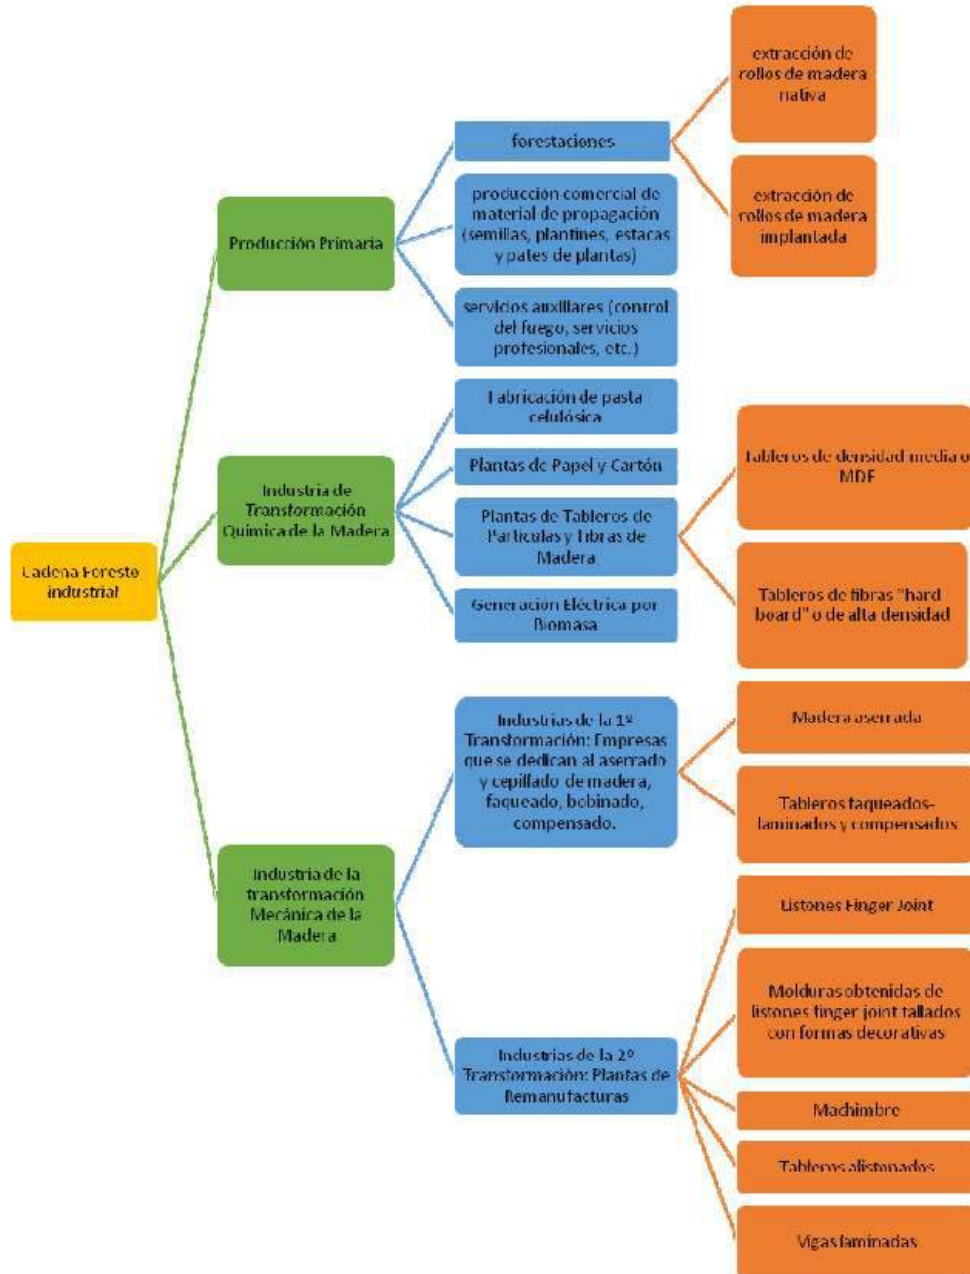 Cadena Foresto
industrial
Producción Primaria
forestaciones
extracción de
rollos de madera
nativa
extracción de
rollos de madera
implantada
producción comercial de
material de propagación
(semillas, plantines, estacas
y pates de plantas)
servicios auxiliares (control
del fuego, servicios
profesionales, etc.)
Industria de
Transformación
Química de la Madera
Fabricación de pasta
celulósica
Plantas de Papel y Cartón
Plantas de Tableros de
Partículas y Fibras de
Madera
Tableros de densidad media o
MDF
Tableros de fibras "hard
board" o de alta densidad
Generación Eléctrica por
Biomasa
Industria de la
transformación
Mecánica de la
Madera
Industrias de la 1º
Transformación: Empresas
que se dedican al aserrado
y cepillado de madera,
faqueado, bobinado,
compensado.
Madera aserrada
Tableros faqueados-
laminados y compensados
Industrias de la 2º
Transformación: Plantas de
Remanufacturas
Listones Finger Joint
Molduras obtenidas de
listones finger joint tallados
con formas decorativas
Machimbre
Tableros alistonados
Vigas laminadas